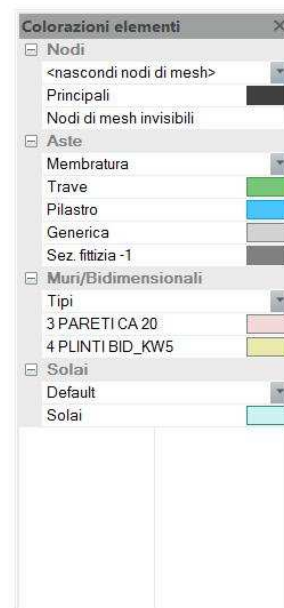 Colorazioni elementi
Nodi
<nascondi nodi di mesh>
Principali
Nodi di mesh invisibili
Aste
Membratura
Trave
Pilastro
Generica
Sez. fittizia -1
Muri/Bidimensionali
Tipi
3 PARETI CA 20
4 PLINTI BID_KW5
Solai
Default
Solai